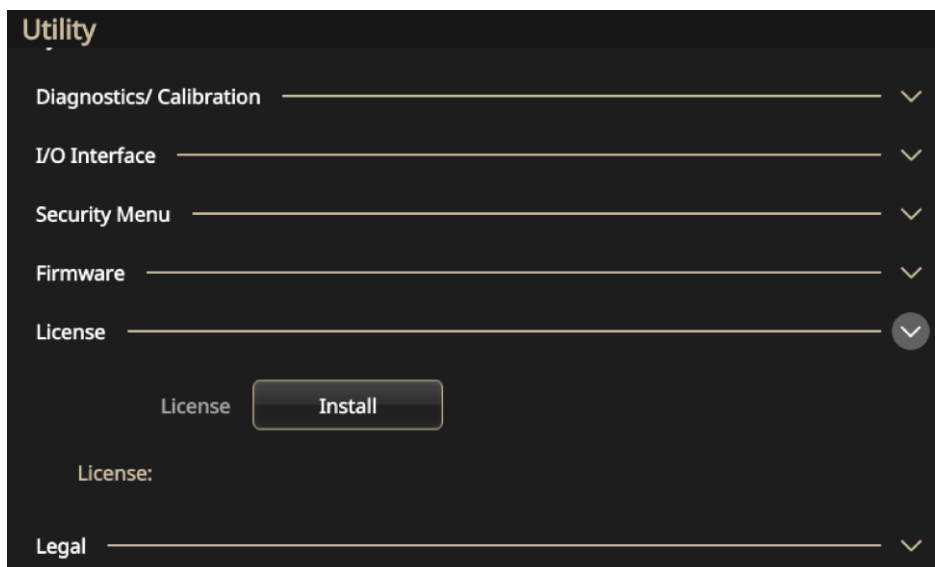 Utility
Diagnostics/ Calibration
I/O Interface
Security Menu
Firmware
License
License Install
License:
Legal